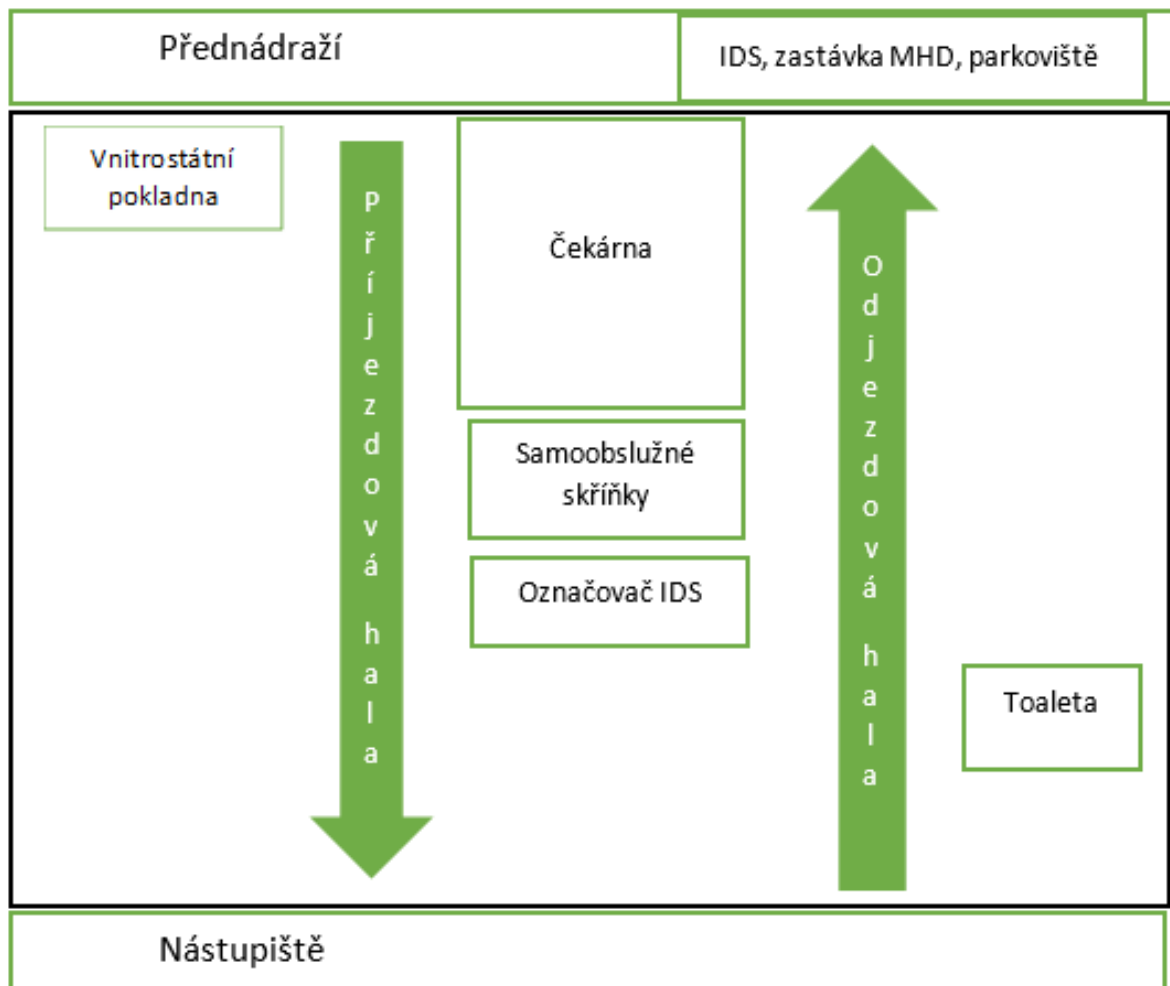 Přednádraží
IDS, zastávka MHD, parkoviště
Vnitrostátní
pokladna
Příjezdová hala
Čekárna
Samoobslužné
skříňky
Označovač IDS
Odjezdová hala
Toaleta
Nástupiště